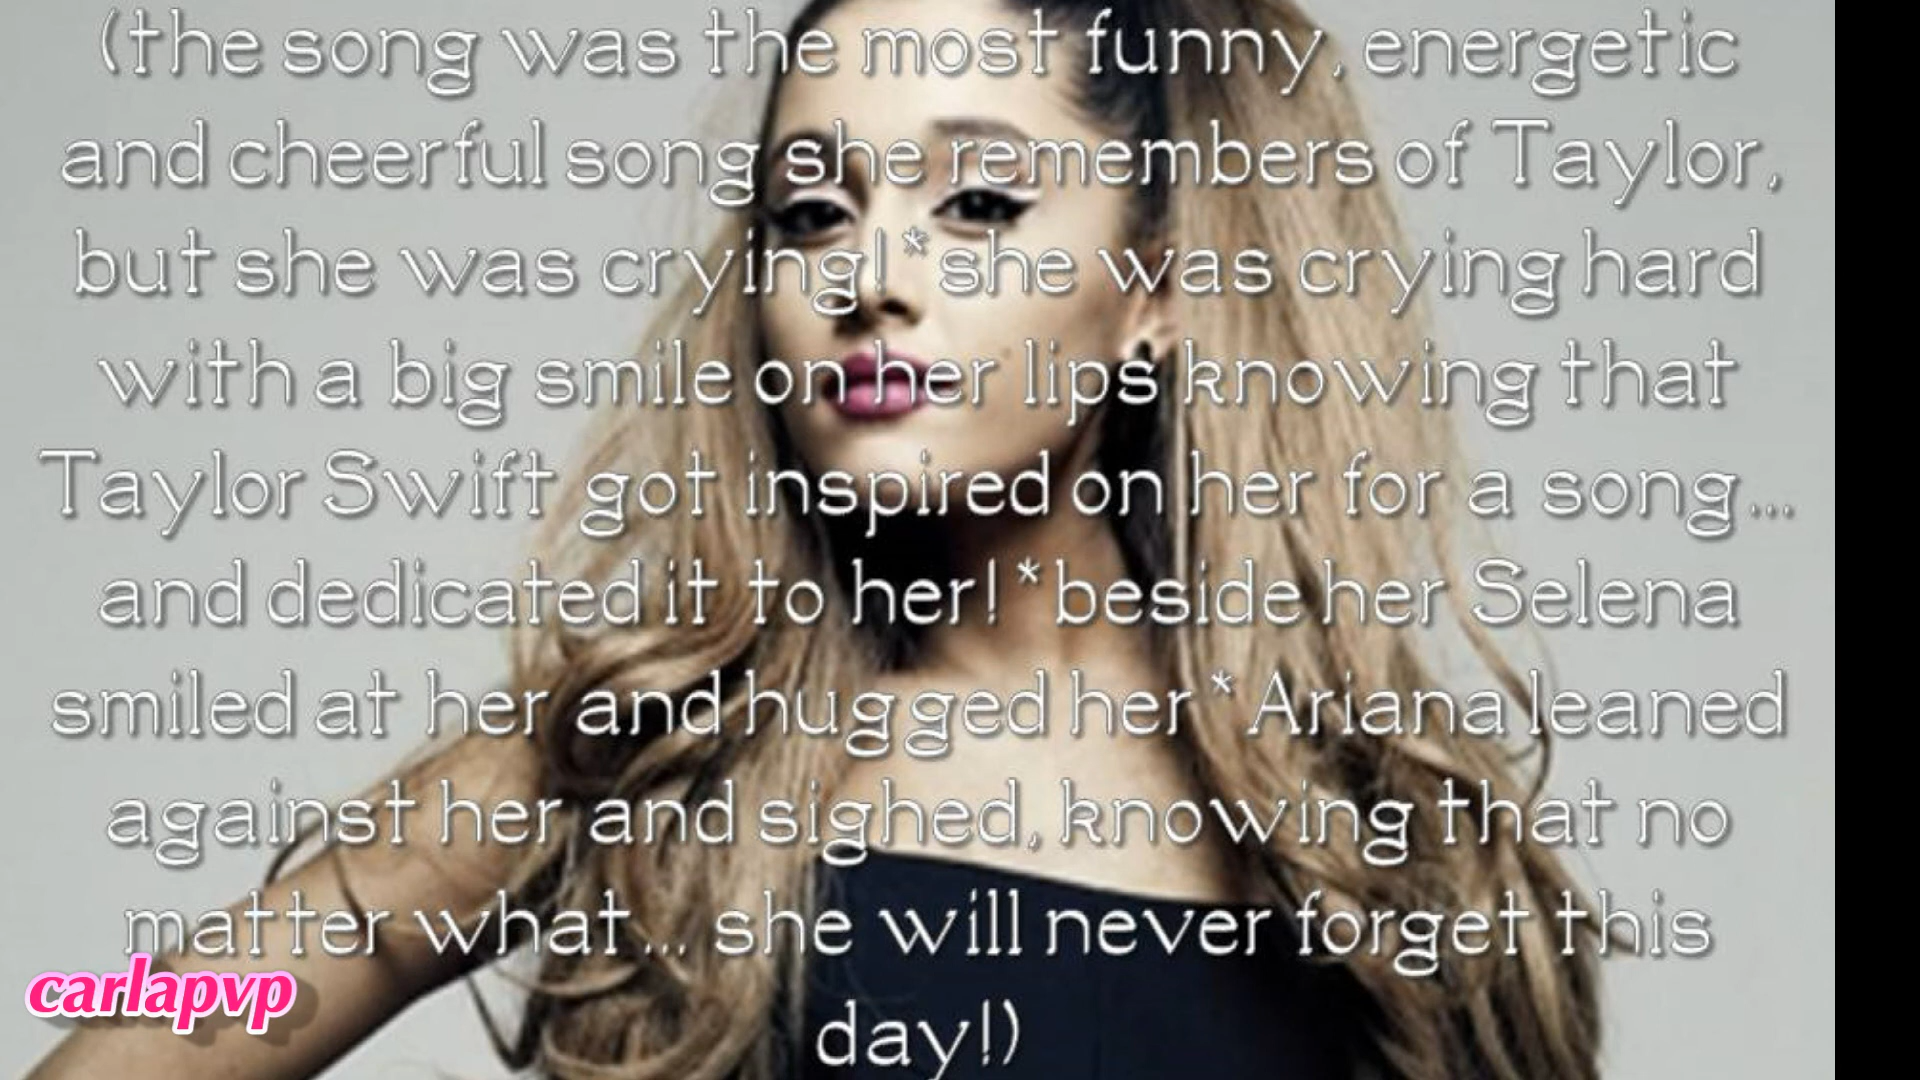 (the song was the most funny, energetic
and cheerful song she remembers of Taylor,
but she was crying! *she was crying hard
with a big smile on her lips knowing that
Taylor Swift got inspired on her for a song...
and dedicated it to her! *beside her Selena
smiled at her and hugged her *Ariana leaned
against her and sighed, knowing that no
matter what... she will never forget this
day!)
carlapvp